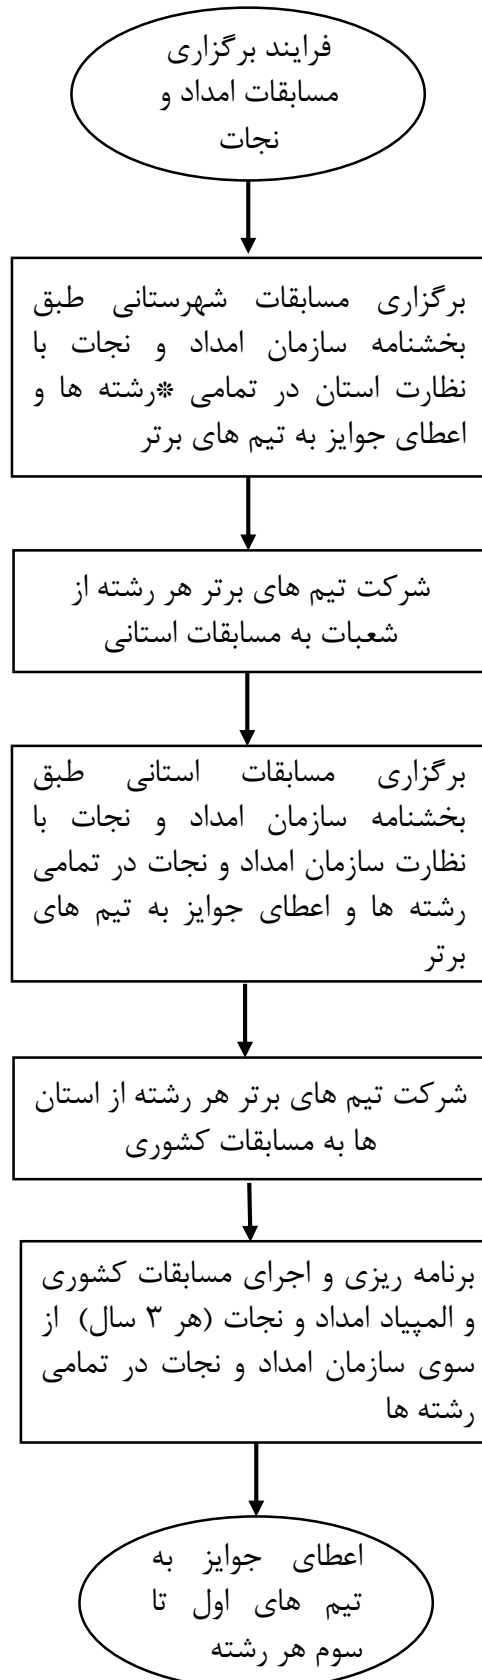 فرایند برگزاری
مسابقات امداد و
نجات
برگزاری مسابقات شهرستانی طبق
بخشنامه سازمان امداد و نجات با
نظارت استان در تمامی *رشته ها و
اعطای جوایز به تیم های برتر
شرکت تیم های برتر هر رشته از
شعبات به مسابقات استانی
برگزاری مسابقات استانی طبق
بخشنامه سازمان امداد و نجات با
نظارت سازمان امداد و نجات در تمامی
رشته ها و اعطای جوایز به تیم های
برتر
شرکت تیم های برتر هر رشته از استان
ها به مسابقات کشوری
برنامه ریزی و اجرای مسابقات کشوری
و المپیاد امداد و نجات (هر ۳ سال) از
سوی سازمان امداد و نجات در تمامی
رشته ها
اعطای جوایز به
تیم های اول تا
سوم هر رشته